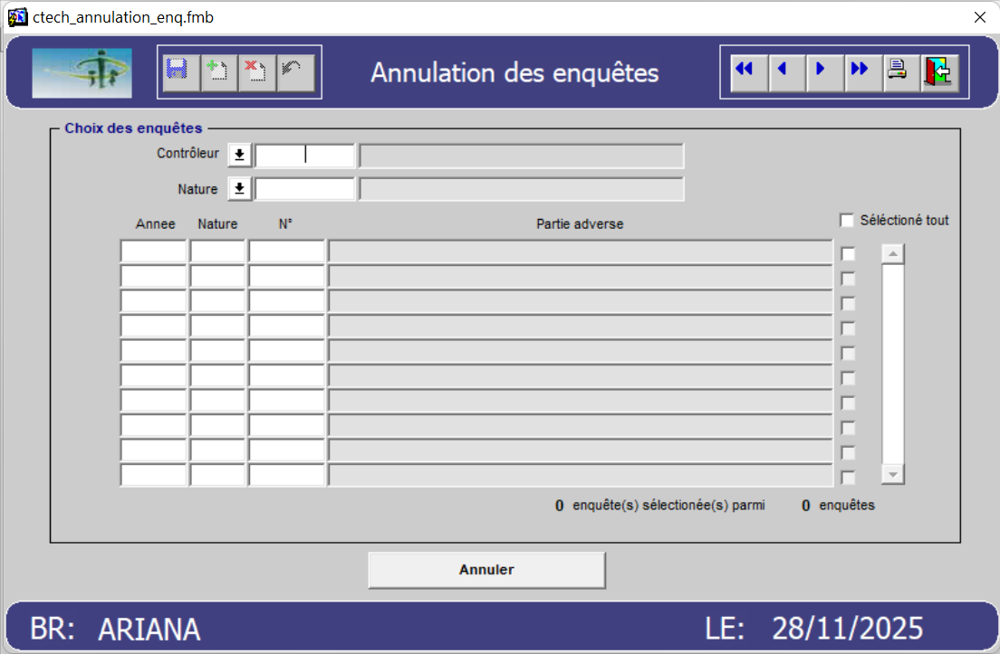 ctech_annulation_enq.fmb
Annulation des enquêtes
Choix des enquêtes
Contrôleur
Nature
Annee Nature N° Partie adverse Séléctioné tout
0 enquête(s) sélectionée(s) parmi 0 enquêtes
Annuler
BR: ARIANA LE: 28/11/2025